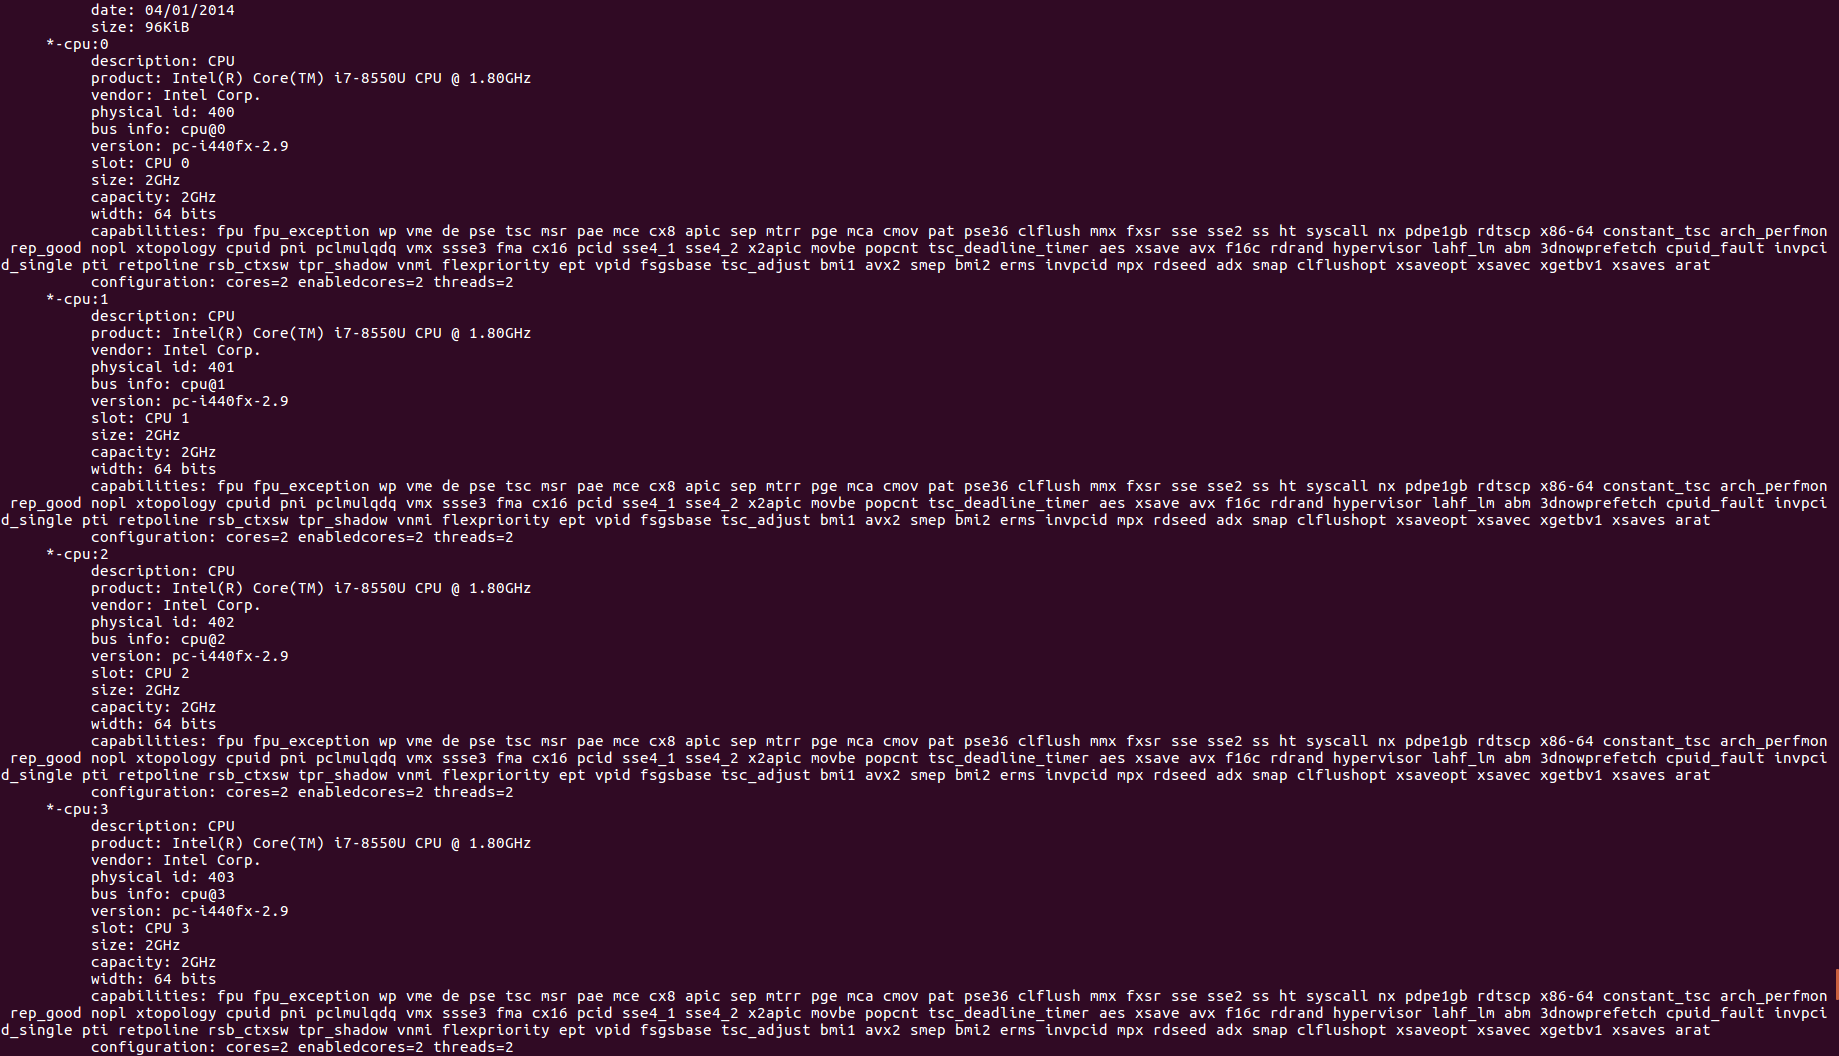 date: 04/01/2014
size: 96KiB
*-cpu:0
description: CPU
product: Intel(R) Core(TM) i7-8550U CPU @ 1.80GHz
vendor: Intel Corp.
physical id: 400
bus info: cpu@0
version: pc-i440fx-2.9
slot: CPU 0
size: 2GHz
capacity: 2GHz
width: 64 bits
capabilities: fpu fpu_exception wp vme de pse tsc msr pae mce cx8 apic sep mtrr pge mca cmov pat pse36 clflush mmx fxsr sse sse2 ss ht syscall nx pdpe1gb rdtscp x86-64 constant_tsc arch_perfmon
rep_good nopl xtopology cpuid pni pclmulqdq vmx ssse3 fma cx16 pcid sse4_1 sse4_2 x2apic movbe popcnt tsc_deadline_timer aes xsave avx f16c rdrand hypervisor lahf_lm abm 3dnowprefetch cpuid_fault invpci
d_single pti retpoline rsb_ctxsw tpr_shadow vnmi flexpriority ept vpid fsgsbase tsc_adjust bmi1 avx2 smep bmi2 erms invpcid mpx rdseed adx smap clflushopt xsaveopt xsavec xgetbv1 xsaves arat
configuration: cores=2 enabledcores=2 threads=2
*-cpu:1
description: CPU
product: Intel(R) Core(TM) i7-8550U CPU @ 1.80GHz
vendor: Intel Corp.
physical id: 401
bus info: cpu@1
version: pc-i440fx-2.9
slot: CPU 1
size: 2GHz
capacity: 2GHz
width: 64 bits
capabilities: fpu fpu_exception wp vme de pse tsc msr pae mce cx8 apic sep mtrr pge mca cmov pat pse36 clflush mmx fxsr sse sse2 ss ht syscall nx pdpe1gb rdtscp x86-64 constant_tsc arch_perfmon
rep_good nopl xtopology cpuid pni pclmulqdq vmx ssse3 fma cx16 pcid sse4_1 sse4_2 x2apic movbe popcnt tsc_deadline_timer aes xsave avx f16c rdrand hypervisor lahf_lm abm 3dnowprefetch cpuid_fault invpci
d_single pti retpoline rsb_ctxsw tpr_shadow vnmi flexpriority ept vpid fsgsbase tsc_adjust bmi1 avx2 smep bmi2 erms invpcid mpx rdseed adx smap clflushopt xsaveopt xsavec xgetbv1 xsaves arat
configuration: cores=2 enabledcores=2 threads=2
*-cpu:2
description: CPU
product: Intel(R) Core(TM) i7-8550U CPU @ 1.80GHz
vendor: Intel Corp.
physical id: 402
bus info: cpu@2
version: pc-i440fx-2.9
slot: CPU 2
size: 2GHz
capacity: 2GHz
width: 64 bits
capabilities: fpu fpu_exception wp vme de pse tsc msr pae mce cx8 apic sep mtrr pge mca cmov pat pse36 clflush mmx fxsr sse sse2 ss ht syscall nx pdpe1gb rdtscp x86-64 constant_tsc arch_perfmon
rep_good nopl xtopology cpuid pni pclmulqdq vmx ssse3 fma cx16 pcid sse4_1 sse4_2 x2apic movbe popcnt tsc_deadline_timer aes xsave avx f16c rdrand hypervisor lahf_lm abm 3dnowprefetch cpuid_fault invpci
d_single pti retpoline rsb_ctxsw tpr_shadow vnmi flexpriority ept vpid fsgsbase tsc_adjust bmi1 avx2 smep bmi2 erms invpcid mpx rdseed adx smap clflushopt xsaveopt xsavec xgetbv1 xsaves arat
configuration: cores=2 enabledcores=2 threads=2
*-cpu:3
description: CPU
product: Intel(R) Core(TM) i7-8550U CPU @ 1.80GHz
vendor: Intel Corp.
physical id: 403
bus info: cpu@3
version: pc-i440fx-2.9
slot: CPU 3
size: 2GHz
capacity: 2GHz
width: 64 bits
capabilities: fpu fpu_exception wp vme de pse tsc msr pae mce cx8 apic sep mtrr pge mca cmov pat pse36 clflush mmx fxsr sse sse2 ss ht syscall nx pdpe1gb rdtscp x86-64 constant_tsc arch_perfmon
rep_good nopl xtopology cpuid pni pclmulqdq vmx ssse3 fma cx16 pcid sse4_1 sse4_2 x2apic movbe popcnt tsc_deadline_timer aes xsave avx f16c rdrand hypervisor lahf_lm abm 3dnowprefetch cpuid_fault invpci
d_single pti retpoline rsb_ctxsw tpr_shadow vnmi flexpriority ept vpid fsgsbase tsc_adjust bmi1 avx2 smep bmi2 erms invpcid mpx rdseed adx smap clflushopt xsaveopt xsavec xgetbv1 xsaves arat
configuration: cores=2 enabledcores=2 threads=2